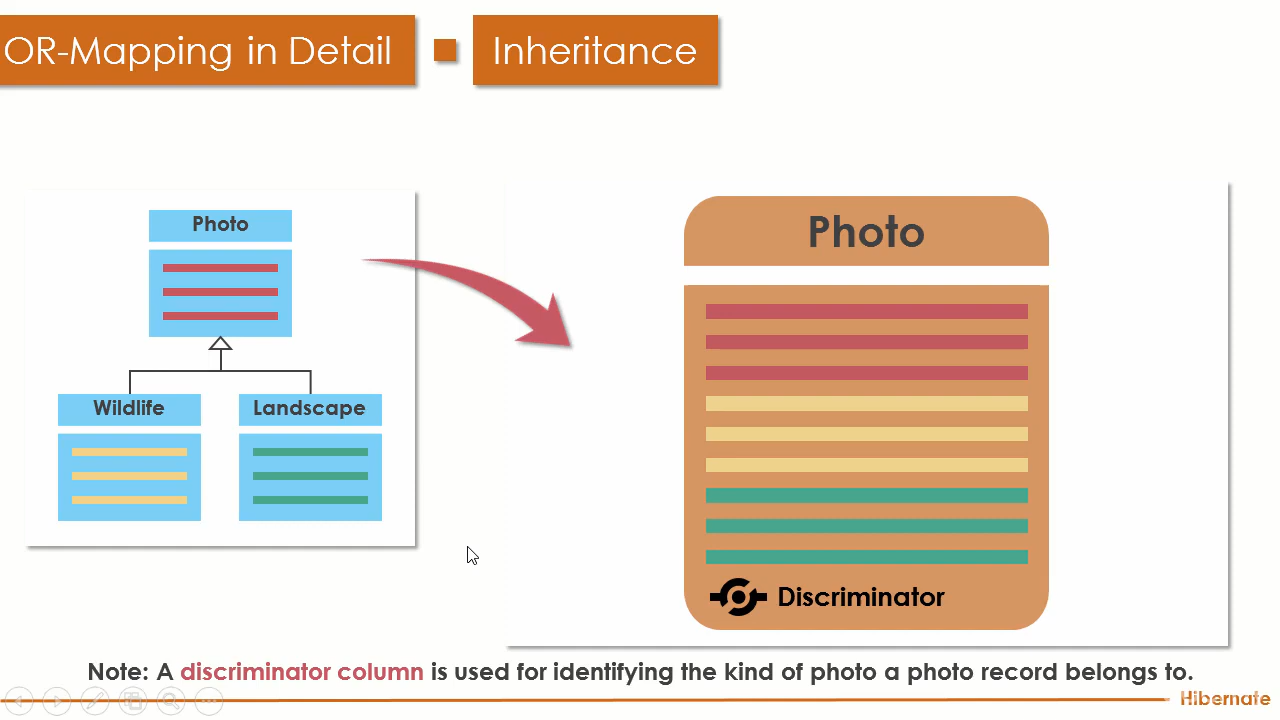 OR-Mapping in Detail
Inheritance
Photo
Wildlife
Landscape
Photo
Discriminator
Note: A discriminator column is used for identifying the kind of photo a photo record belongs to.
Hibernate